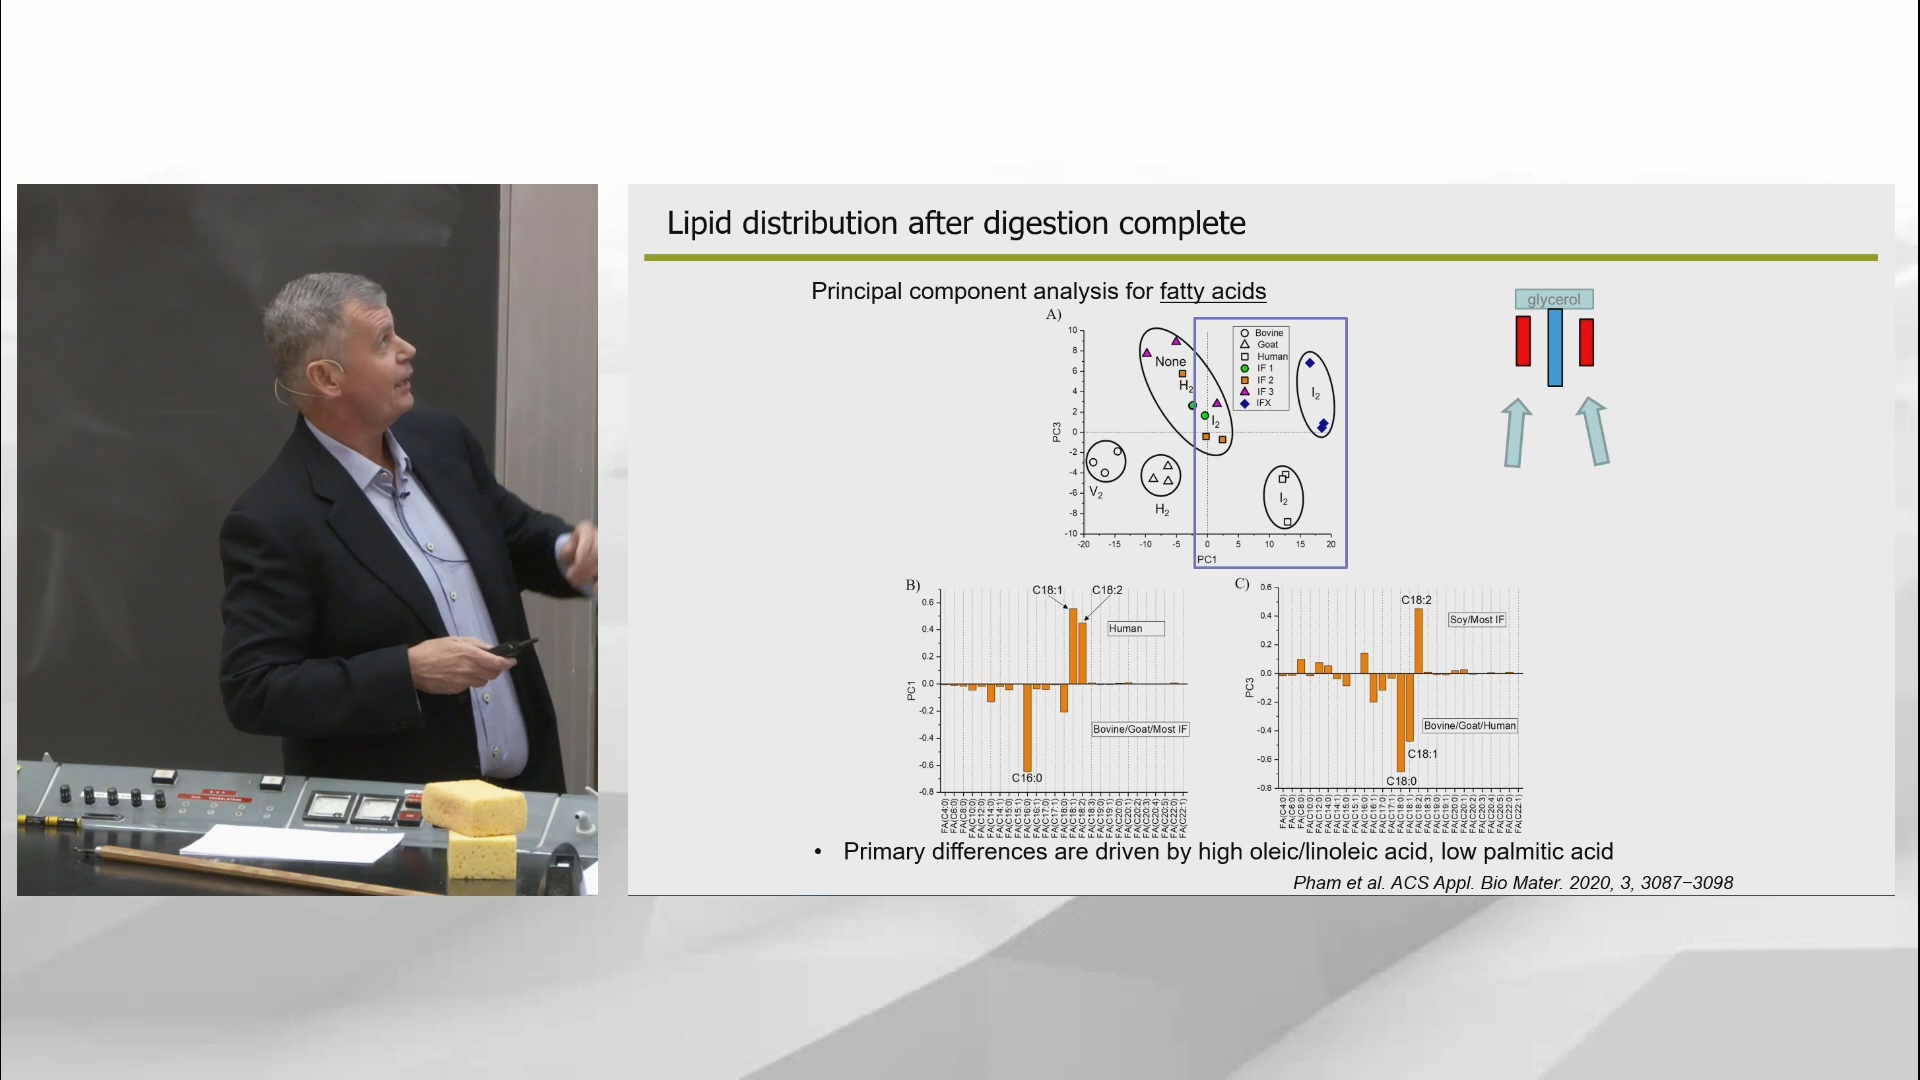 Lipid distribution after digestion complete
Principal component analysis for fatty acids
glycerol
A)
PC3
10
8
6
4
2
0
-2
-4
-6
-8
-10
-20 -15 -10 -5 0 5 10 15 20
PC1
None
H2
I2
V2
H2
I2
I2
Bovine
Goat
Human
IF 1
IF 2
IF 3
IFX
B)
PC1
0.6
0.4
0.2
0.0
-0.2
-0.4
-0.6
-0.8
C18:1 C18:2
Human
Bovine/Goat/Most IF
C16:0
C)
PC3
0.6
0.4
0.2
0.0
-0.2
-0.4
-0.6
-0.8
C18:2
Soy/Most IF
Bovine/Goat/Human
C18:1
C18:0
• Primary differences are driven by high oleic/linoleic acid, low palmitic acid
Pham et al. ACS Appl. Bio Mater. 2020, 3, 3087−3098